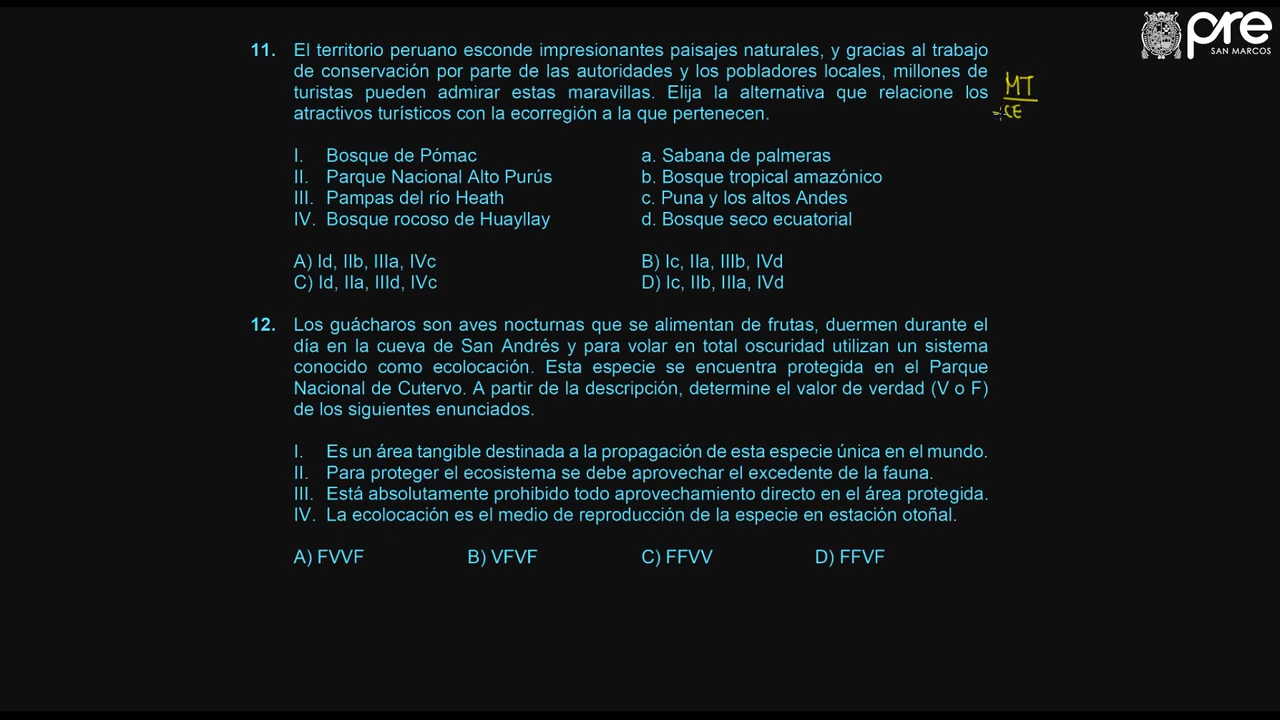 pre
SAN MARCOS
11. El territorio peruano esconde impresionantes paisajes naturales, y gracias al trabajo
de conservación por parte de las autoridades y los pobladores locales, millones de
turistas pueden admirar estas maravillas. Elija la alternativa que relacione los
atractivos turísticos con la ecorregión a la que pertenecen.
MT
CE
I. Bosque de Pómac a. Sabana de palmeras
II. Parque Nacional Alto Purús b. Bosque tropical amazónico
III. Pampas del río Heath c. Puna y los altos Andes
IV. Bosque rocoso de Huayllay d. Bosque seco ecuatorial
A) Id, IIb, IIIa, IVc B) Ic, IIa, IIIb, IVd
C) Id, IIa, IIId, IVc D) Ic, IIb, IIIa, IVd
12. Los guácharos son aves nocturnas que se alimentan de frutas, duermen durante el
día en la cueva de San Andrés y para volar en total oscuridad utilizan un sistema
conocido como ecolocación. Esta especie se encuentra protegida en el Parque
Nacional de Cutervo. A partir de la descripción, determine el valor de verdad (V o F)
de los siguientes enunciados.
I. Es un área tangible destinada a la propagación de esta especie única en el mundo.
II. Para proteger el ecosistema se debe aprovechar el excedente de la fauna.
III. Está absolutamente prohibido todo aprovechamiento directo en el área protegida.
IV. La ecolocación es el medio de reproducción de la especie en estación otoñal.
A) FVVF B) VFVF C) FFVV D) FFVF